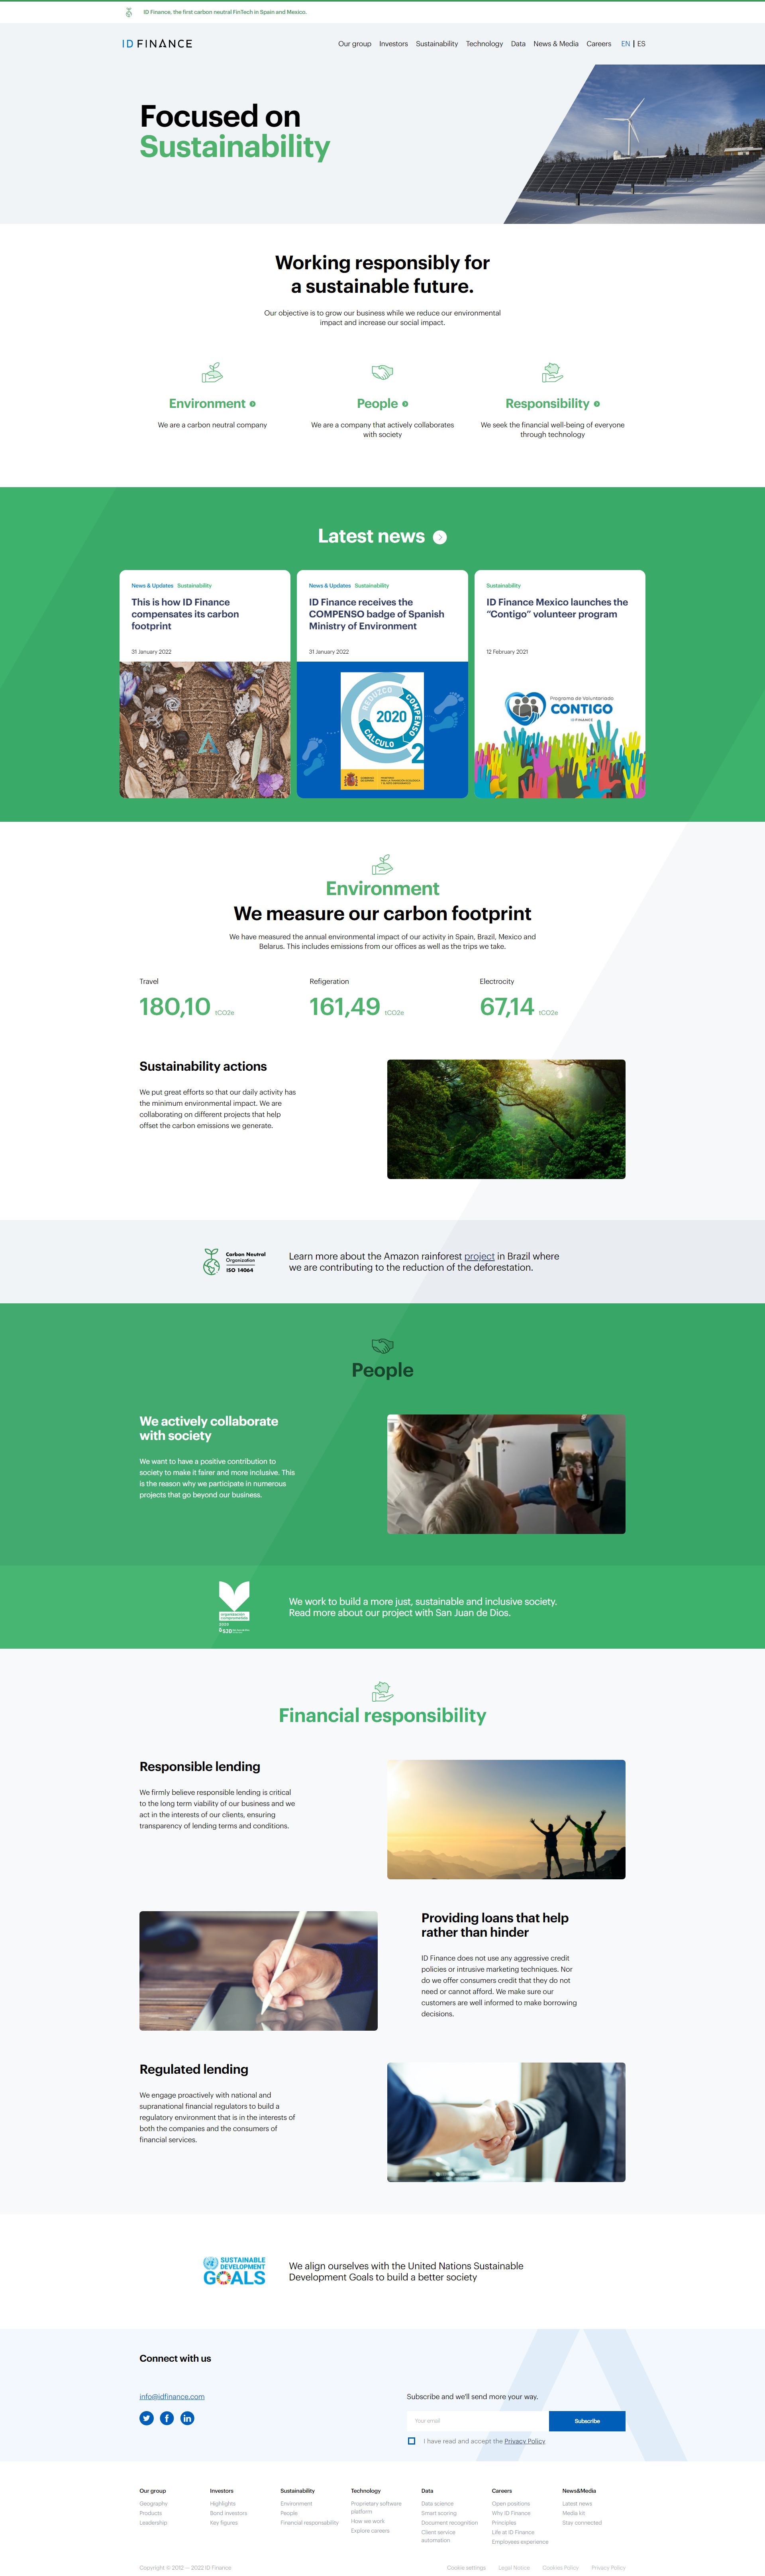 ID Finance, the first carbon neutral FinTech in Spain and Mexico.
ID FINANCE
Our group Investors Sustainability Technology Data News & Media Careers EN | ES
Focused on
Sustainability
Working responsibly for
a sustainable future.
Our objective is to grow our business while we reduce our environmental
impact and increase our social impact.
Environment
People
Responsibility
We are a carbon neutral company
We are a company that actively collaborates
with society
We seek the financial well-being of everyone
through technology
Latest news
News & Updates Sustainability
This is how ID Finance
compensates its carbon
footprint
31 January 2022
News & Updates Sustainability
ID Finance receives the
COMPENSO badge of Spanish
Ministry of Environment
31 January 2022
REDUZCO
COMPENSO
CALCULO
2020
2
Sustainability
ID Finance Mexico launches the
"Contigo" volunteer program
12 February 2021
Programa de Voluntariado
CONTIGO
IDFINANCE
Environment
We measure our carbon footprint
We have measured the annual environmental impact of our activity in Spain, Brazil, Mexico and
Belarus. This includes emissions from our offices as well as the trips we take.
Travel
180,10 tCO2e
Refigeration
161,49 tCO2e
Electrocity
67,14 tCO2e
Sustainability actions
We put great efforts so that our daily activity has
the minimum environmental impact. We are
collaborating on different projects that help
offset the carbon emissions we generate.
Carbon Neutral
Organization
ISO 14064
Learn more about the Amazon rainforest project in Brazil where
we are contributing to the reduction of the deforestation.
People
We actively collaborate
with society
We want to have a positive contribution to
society to make it fairer and more inclusive. This
is the reason why we participate in numerous
projects that go beyond our business.
We work to build a more just, sustainable and inclusive society.
Read more about our project with San Juan de Dios.
Financial responsibility
Responsible lending
We firmly believe responsible lending is critical
to the long term viability of our business and we
act in the interests of our clients, ensuring
transparency of lending terms and conditions.
Providing loans that help
rather than hinder
ID Finance does not use any aggressive credit
policies or intrusive marketing techniques. Nor
do we offer consumers credit that they do not
need or cannot afford. We make sure our
customers are well informed to make borrowing
decisions.
Regulated lending
We engage proactively with national and
supranational financial regulators to build a
regulatory environment that is in the interests of
both the companies and the consumers of
financial services.
SUSTAINABLE
DEVELOPMENT
GOALS
We align ourselves with the United Nations Sustainable
Development Goals to build a better society
Connect with us
info@idfinance.com
Subscribe and we'll send more your way.
Your email
Subscribe
I have read and accept the Privacy Policy
Our group
Geography
Products
Leadership
Investors
Highlights
Bond investors
Key figures
Sustainability
Environment
People
Financial responsability
Technology
Proprietary software
platform
How we work
Explore careers
Data
Data science
Smart scoring
Document recognition
Client service
automation
Careers
Open positions
Why ID Finance
Principles
Life at ID Finance
Employees experience
News&Media
Latest news
Media kit
Stay connected
Copyright © 2012 — 2022 ID Finance
Cookie settings Legal Notice Cookies Policy Privacy Policy